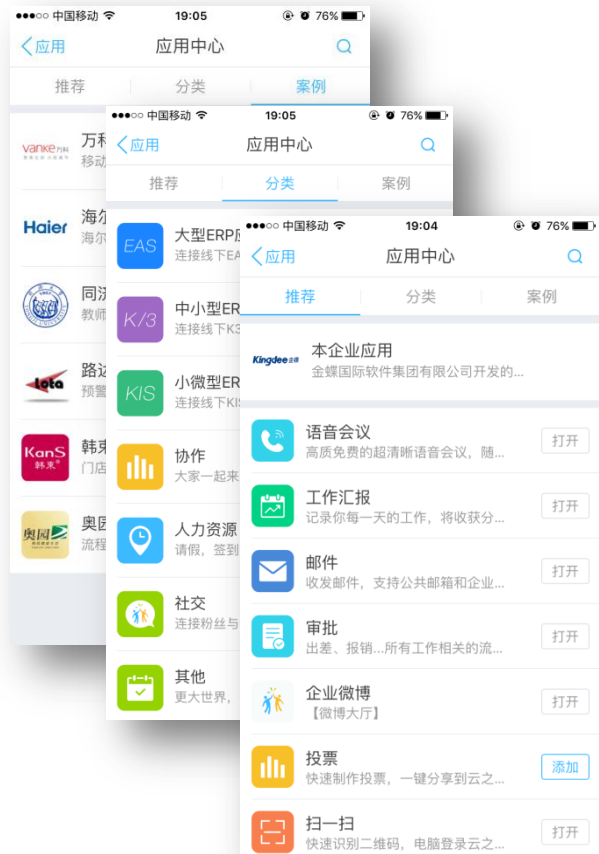 中国移动 19:05 76%
应用 应用中心
推荐 分类 案例
vanke 万科
移动
Haier 海尔
海尔
同济
教师
lota 路达
预警
KanS 韩束
韩束®
门店
奥园 奥园
流程
中国移动 19:05 76%
应用 应用中心
推荐 分类 案例
EAS 大型ERP应
连接线下EA
K/3 中小型ER
连接线下K3
KIS 小微型ER
连接线下KI
协作
大家一起来
人力资源
请假，签到
社交
连接粉丝与
其他
更大世界，
中国移动 19:04 76%
应用 应用中心
推荐 分类 案例
Kingdee 金蝶 本企业应用
金蝶国际软件集团有限公司开发的...
语音会议
高质免费的超清晰语音会议，随...
打开
工作汇报
记录你每一天的工作，将收获分...
打开
邮件
收发邮件，支持公共邮箱和企业...
打开
审批
出差、报销...所有工作相关的流...
打开
企业微博
【微博大厅】
打开
投票
快速制作投票，一键分享到云之...
添加
扫一扫
快速识别二维码，电脑登录云之...
打开